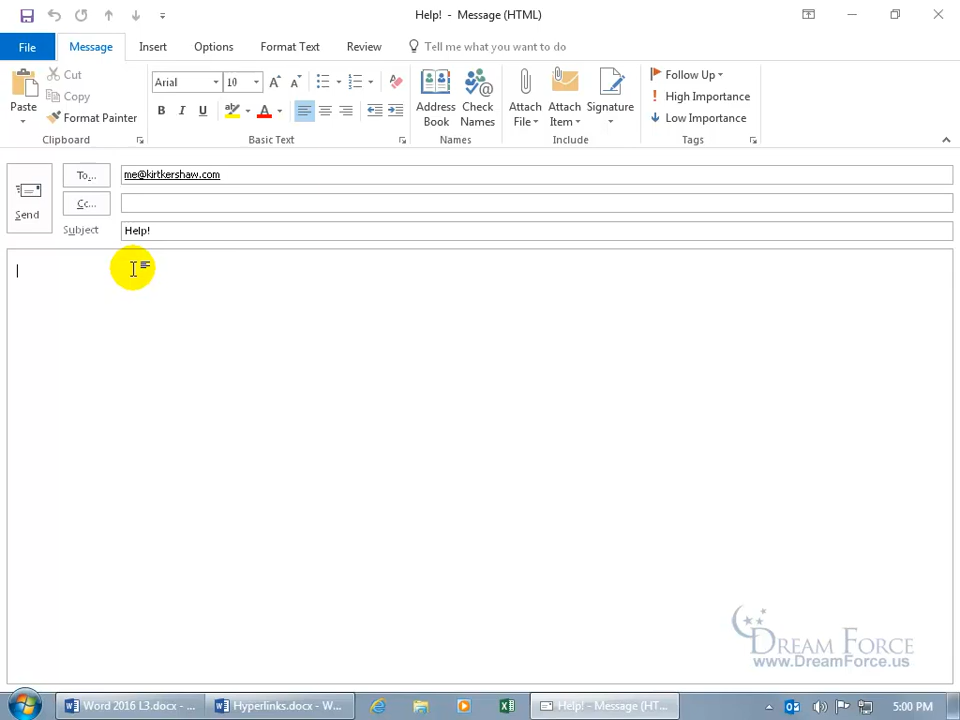 Help! - Message (HTML)
File
Message
Insert
Options
Format Text
Review
Tell me what you want to do
Paste
Cut
Copy
Format Painter
Clipboard
Arial
10
A
A
B
I
U
aby
A
Basic Text
Address
Book
Check
Names
Names
Attach
File
Attach
Item
Signature
Include
Follow Up
High Importance
Low Importance
Tags
Send
To...
me@kirtkershaw.com
Cc...
Subject
Help!
DREAM FORCE
www.DreamForce.us
Word 2016 L3.docx - ...
Hyperlinks.docx - W...
Help! - Message (HT...
5:00 PM